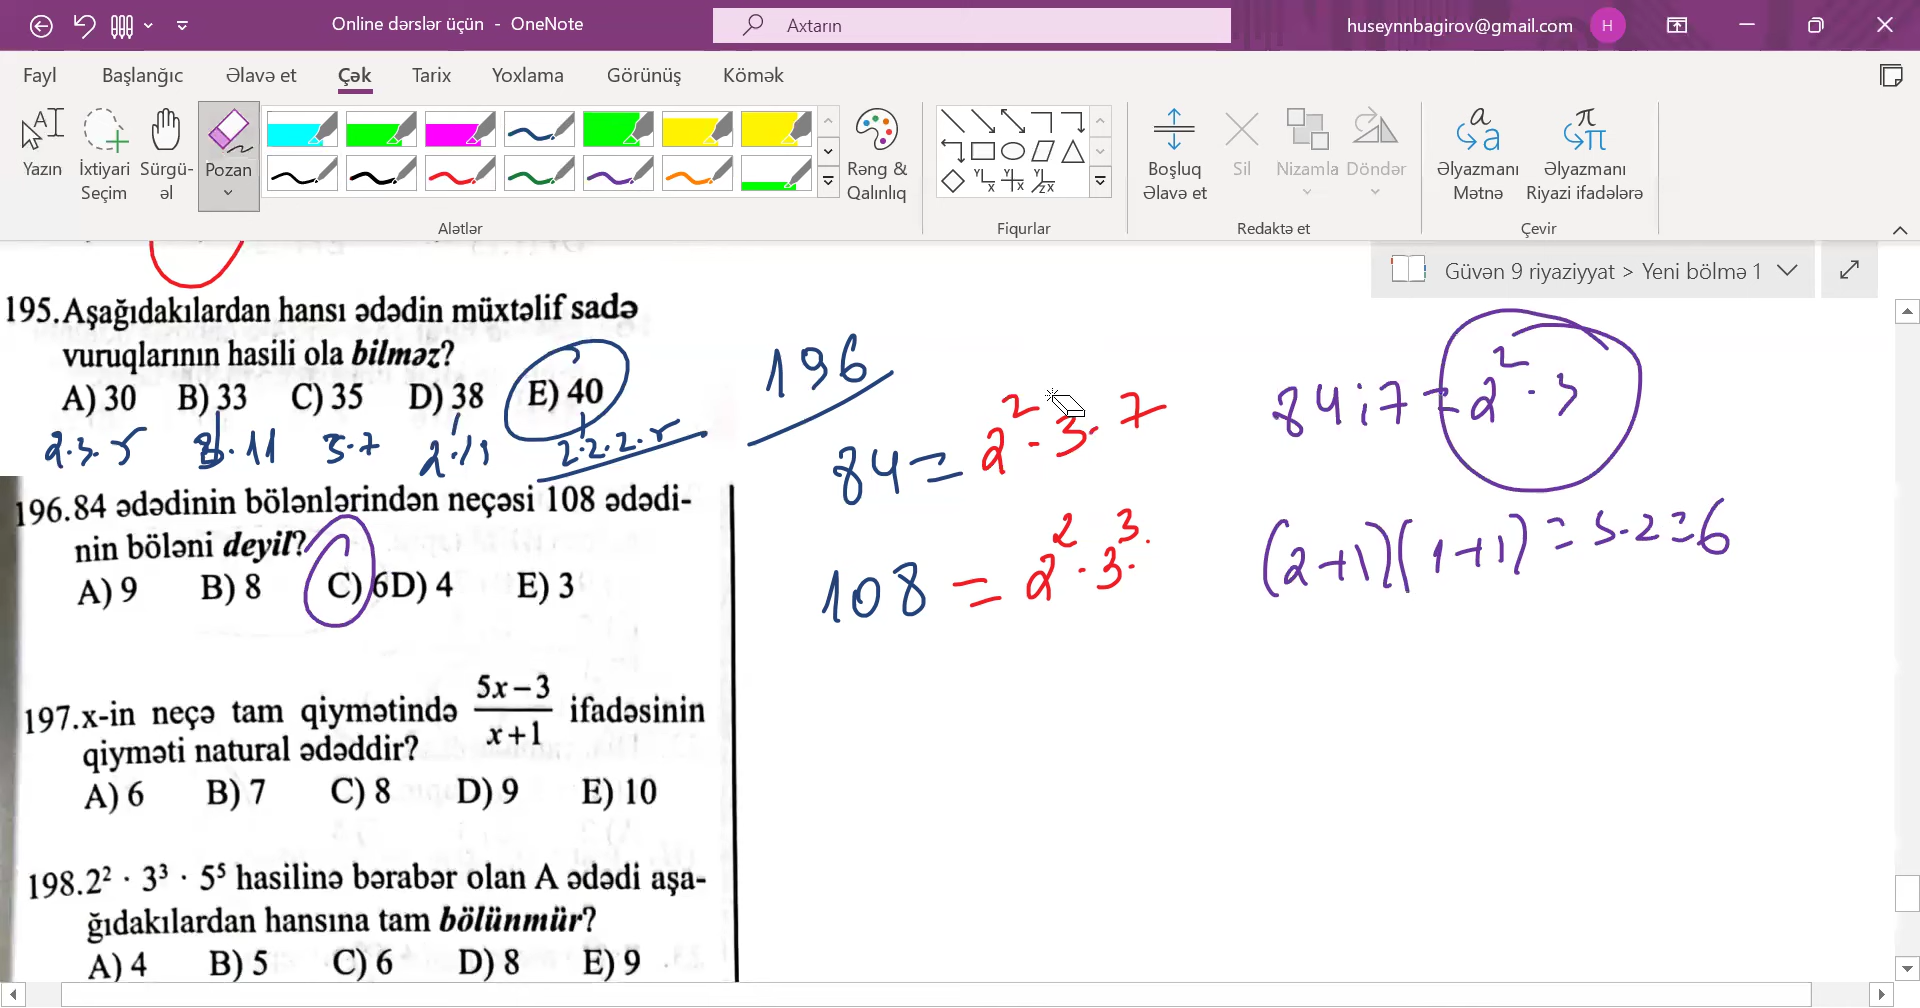 Online dərslər üçün - OneNote
Axtarın
huseynnbagirov@gmail.com
H
Fayl Başlanğıc Əlavə et Çək Tarix Yoxlama Görünüş Kömək
Yazın
İxtiyari Seçim
Sürgü-əl
Pozan
Rəng & Qalınlıq
Boşluq Əlavə et
Sil
Nizamla
Döndər
Əlyazmanı Mətnə
Əlyazmanı Riyazi ifadələrə
Alətlər
Fiqurlar
Redaktə et
Çevir
Güvən 9 riyaziyyat > Yeni bölmə 1
195. Aşağıdakılardan hansı ədədin müxtəlif sadə
vuruqlarının hasili ola bilməz?
A) 30 B) 33 C) 35 D) 38 E) 40
2·3·5 3·11 5·7 2·19 2·2·2·5
196. 84 ədədinin bölənlərindən neçəsi 108 ədədi-
nin böləni deyil?
A) 9 B) 8 C) 6 D) 4 E) 3
197. x-in neçə tam qiymətində (5x−3)/(x+1) ifadəsinin
qiyməti natural ədəddir?
A) 6 B) 7 C) 8 D) 9 E) 10
198. 2² · 3³ · 5⁵ hasilinə bərabər olan A ədədi aşa-
ğıdakılardan hansına tam bölünmür?
A) 4 B) 5 C) 6 D) 8 E) 9
196
84 = 2² · 3 · 7
108 = 2² · 3³ ·
84 : 7 = 2² · 3
(2+1)(1+1) = 3·2=6